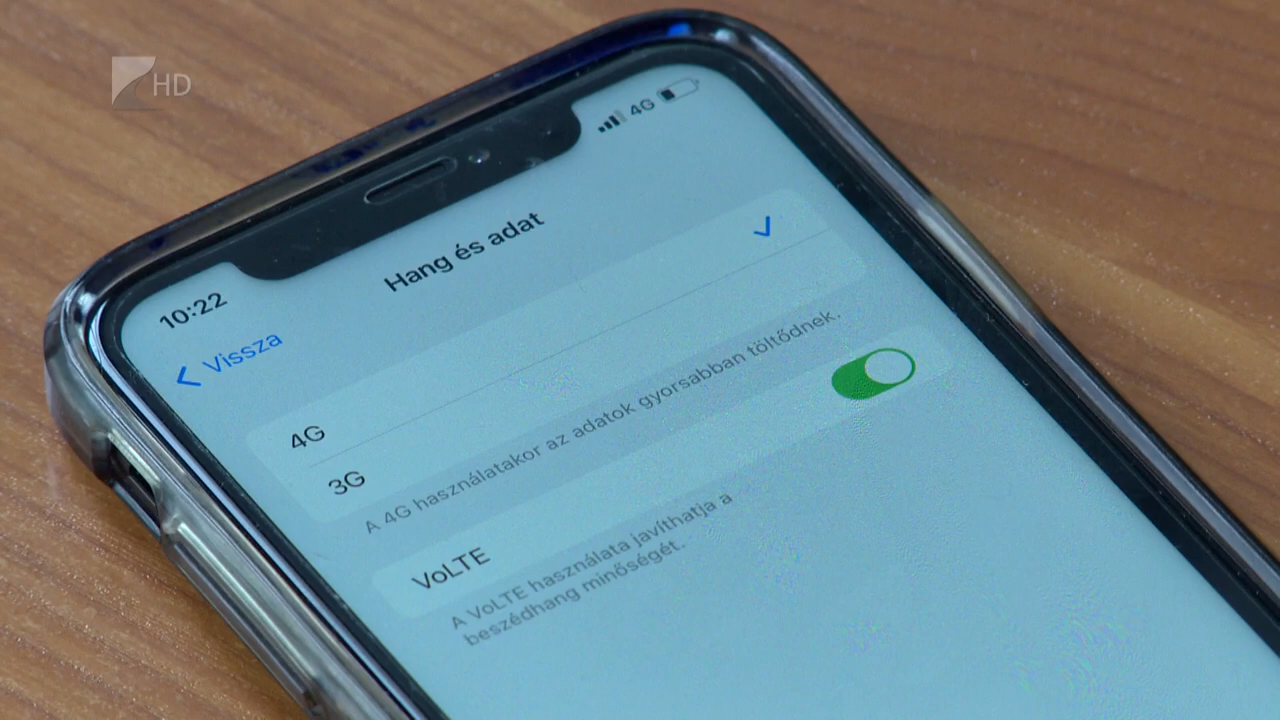 HD
4G
10:22
Hang és adat
Vissza
4G
3G
A 4G használatakor az adatok gyorsabban töltődnek.
VoLTE
A VoLTE használata javíthatja a
beszédhang minőségét.